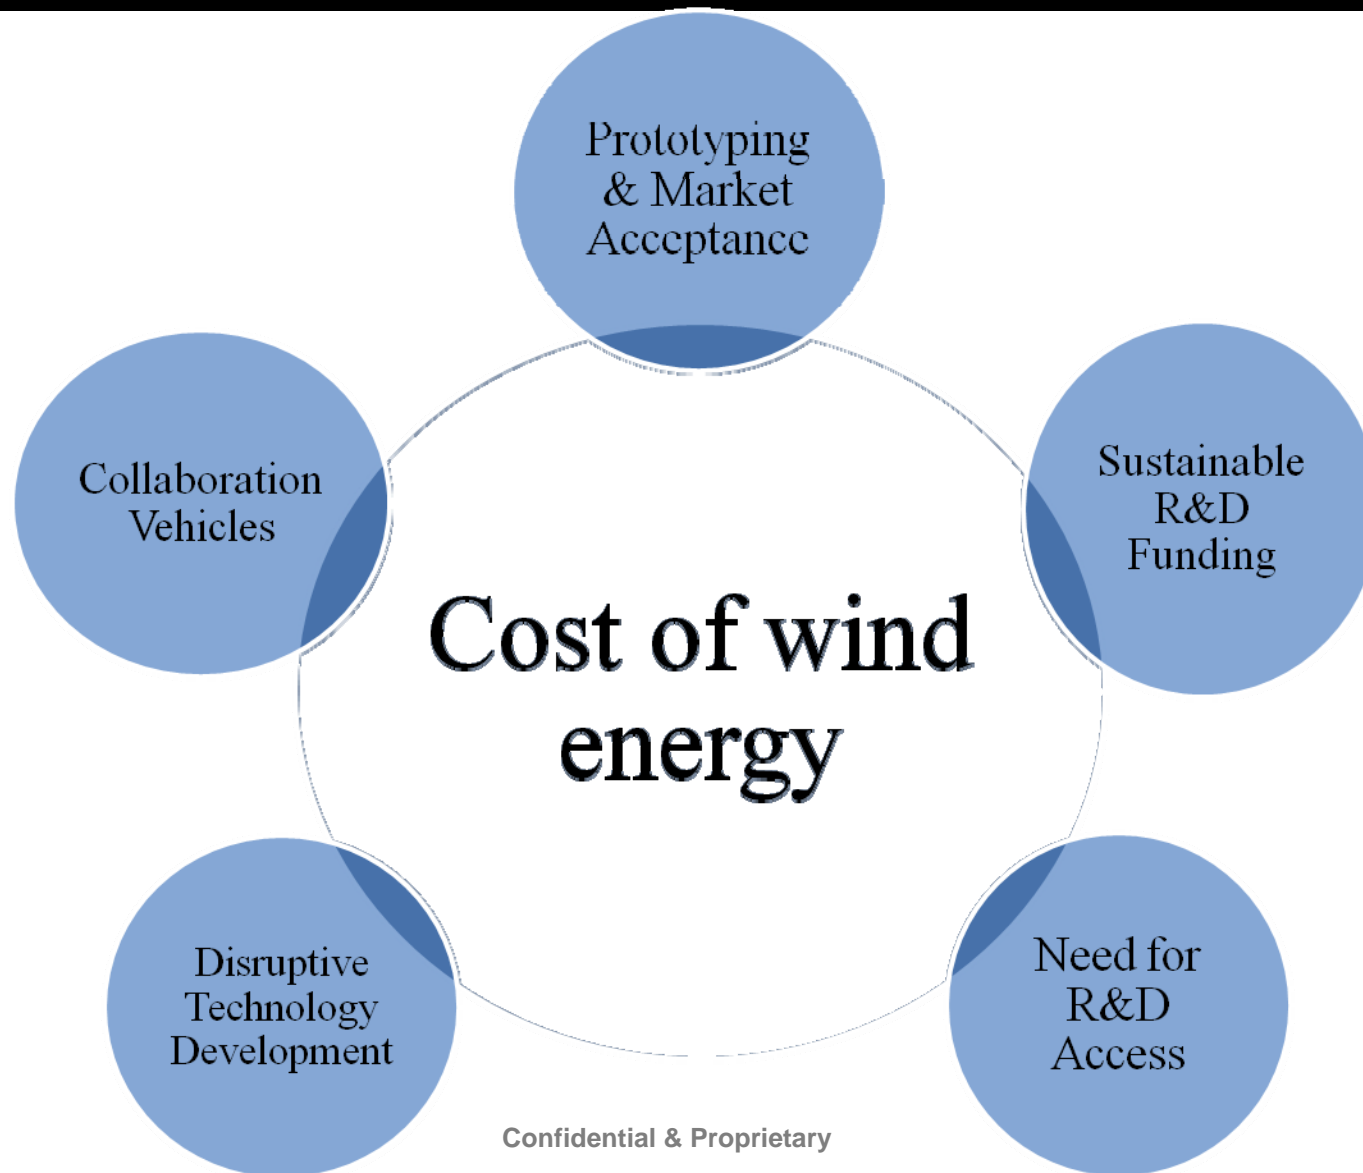 Prototyping
& Market
Acceptance
Collaboration
Vehicles
Sustainable
R&D
Funding
Cost of wind
energy
Disruptive
Technology
Development
Need for
R&D
Access
Confidential & Proprietary